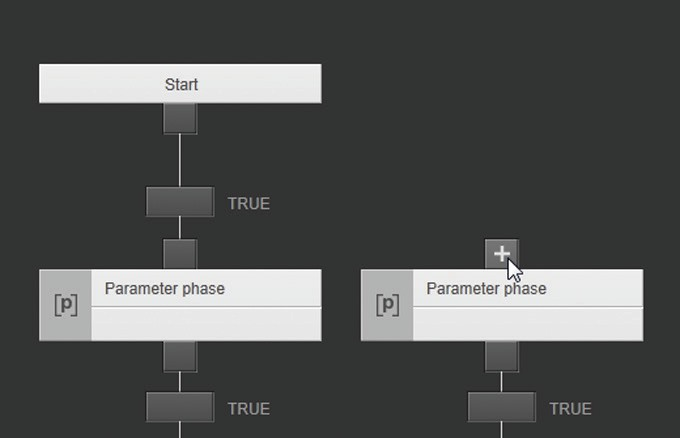 Start
TRUE
[p] Parameter phase
[p] Parameter phase
TRUE
TRUE